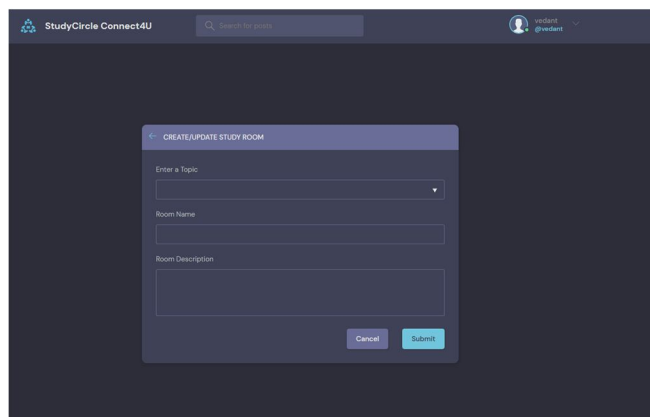 StudyCircle Connect4U
Search for posts
vedant
@vedant
CREATE/UPDATE STUDY ROOM
Enter a Topic
Room Name
Room Description
Cancel
Submit